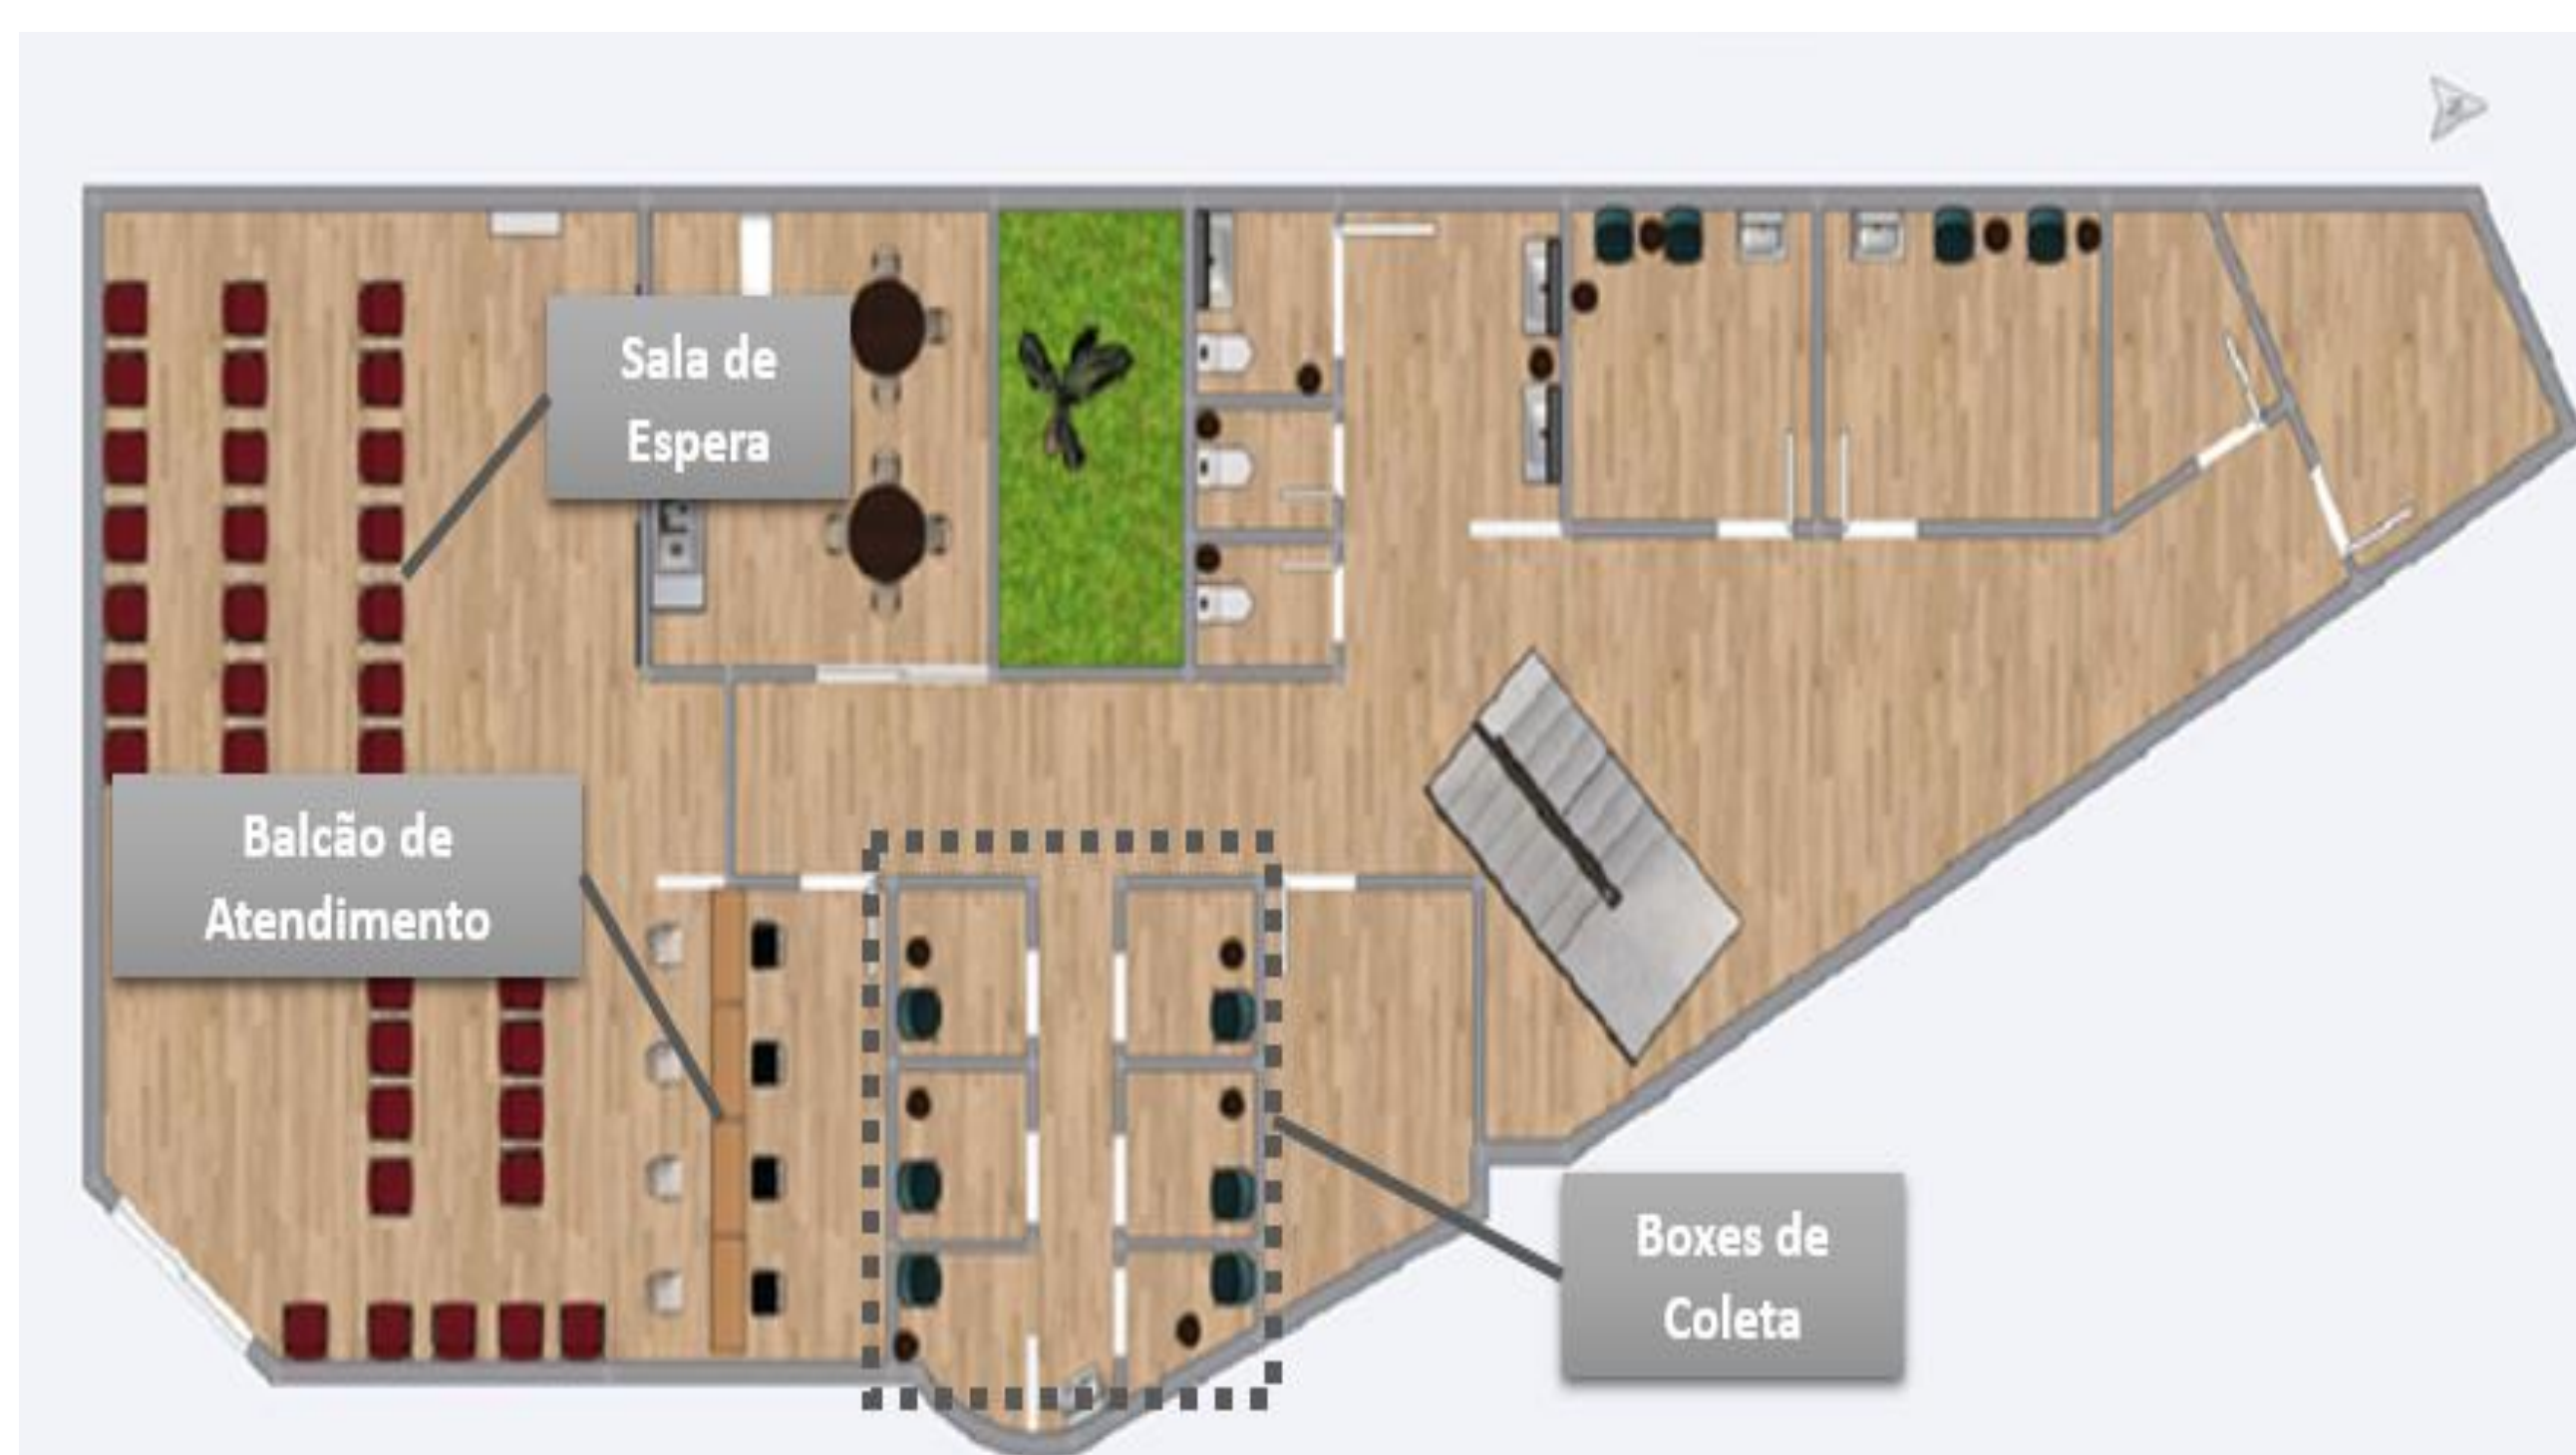 Sala de
Espera
Balcão de
Atendimento
Boxes de
Coleta